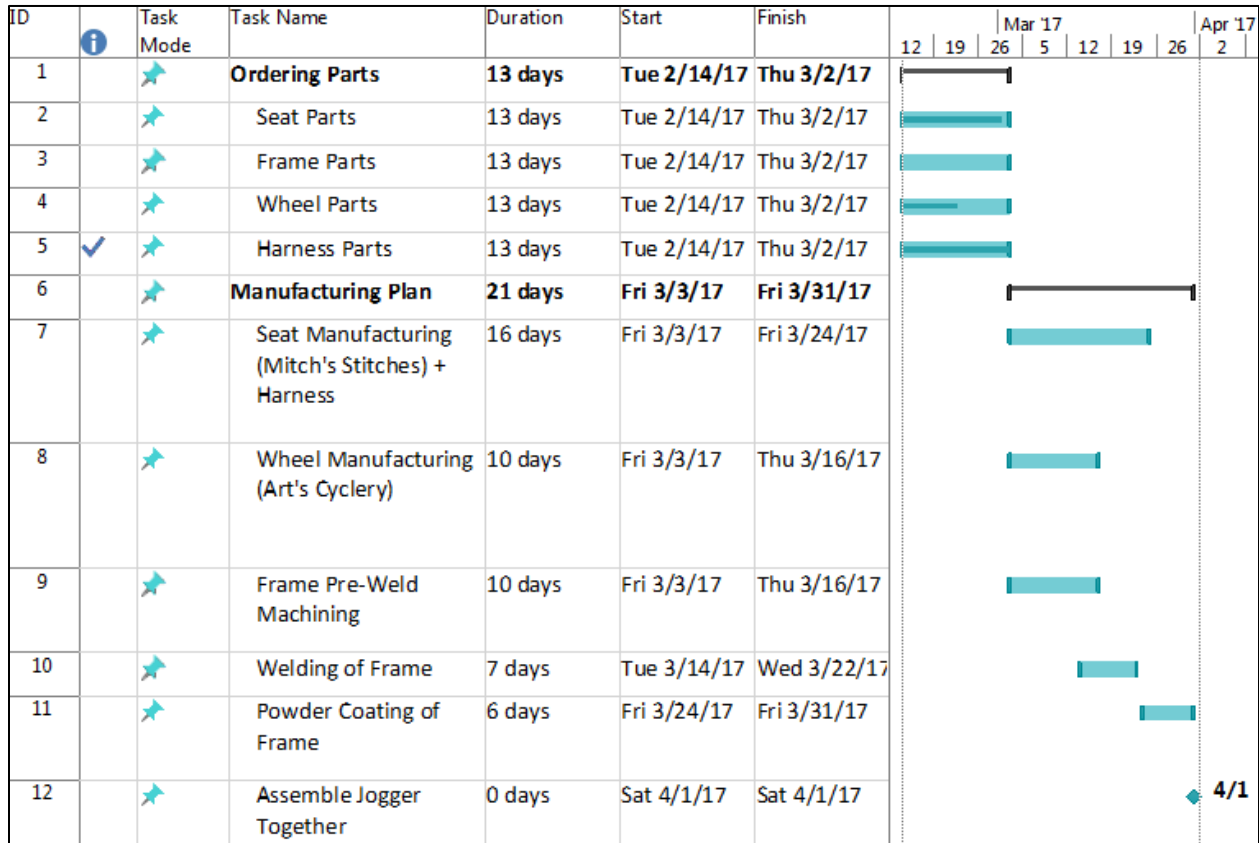 ID Task Mode Task Name Duration Start Finish Mar '17 Apr '17
12 19 26 5 12 19 26 2
1 Ordering Parts 13 days Tue 2/14/17 Thu 3/2/17
2 Seat Parts 13 days Tue 2/14/17 Thu 3/2/17
3 Frame Parts 13 days Tue 2/14/17 Thu 3/2/17
4 Wheel Parts 13 days Tue 2/14/17 Thu 3/2/17
5 Harness Parts 13 days Tue 2/14/17 Thu 3/2/17
6 Manufacturing Plan 21 days Fri 3/3/17 Fri 3/31/17
7 Seat Manufacturing 16 days Fri 3/3/17 Fri 3/24/17
(Mitch's Stitches) +
Harness
8 Wheel Manufacturing 10 days Fri 3/3/17 Thu 3/16/17
(Art's Cyclery)
9 Frame Pre-Weld 10 days Fri 3/3/17 Thu 3/16/17
Machining
10 Welding of Frame 7 days Tue 3/14/17 Wed 3/22/17
11 Powder Coating of 6 days Fri 3/24/17 Fri 3/31/17
Frame
12 Assemble Jogger 0 days Sat 4/1/17 Sat 4/1/17 4/1
Together